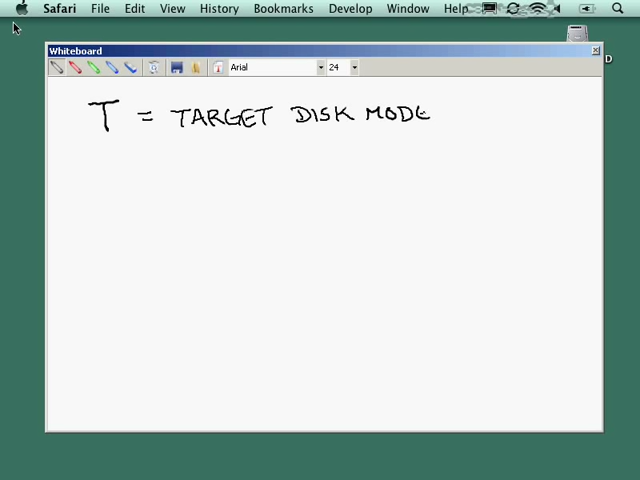 Safari File Edit View History Bookmarks Develop Window Help
D
Whiteboard
Arial 24
T = TARGET DISK MODE